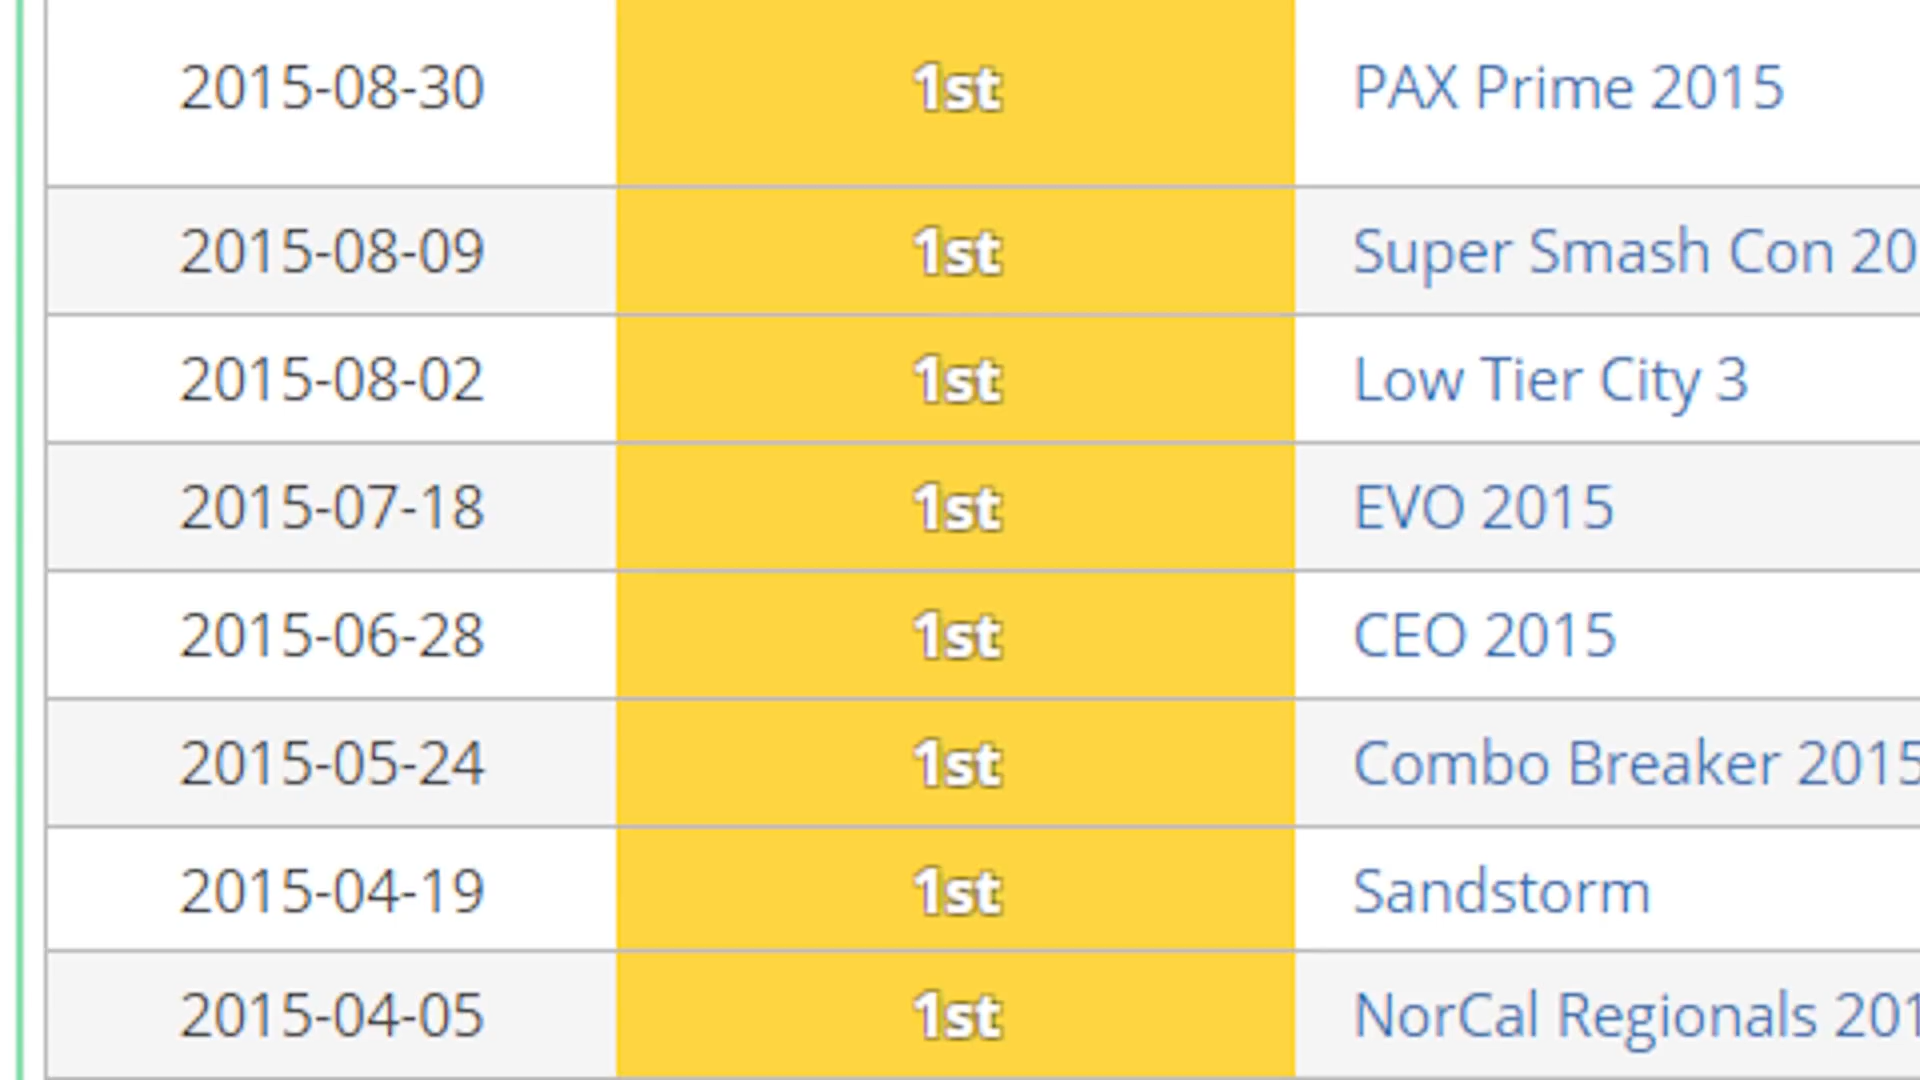 2015-08-30 1st PAX Prime 2015
2015-08-09 1st Super Smash Con 20
2015-08-02 1st Low Tier City 3
2015-07-18 1st EVO 2015
2015-06-28 1st CEO 2015
2015-05-24 1st Combo Breaker 2015
2015-04-19 1st Sandstorm
2015-04-05 1st NorCal Regionals 201